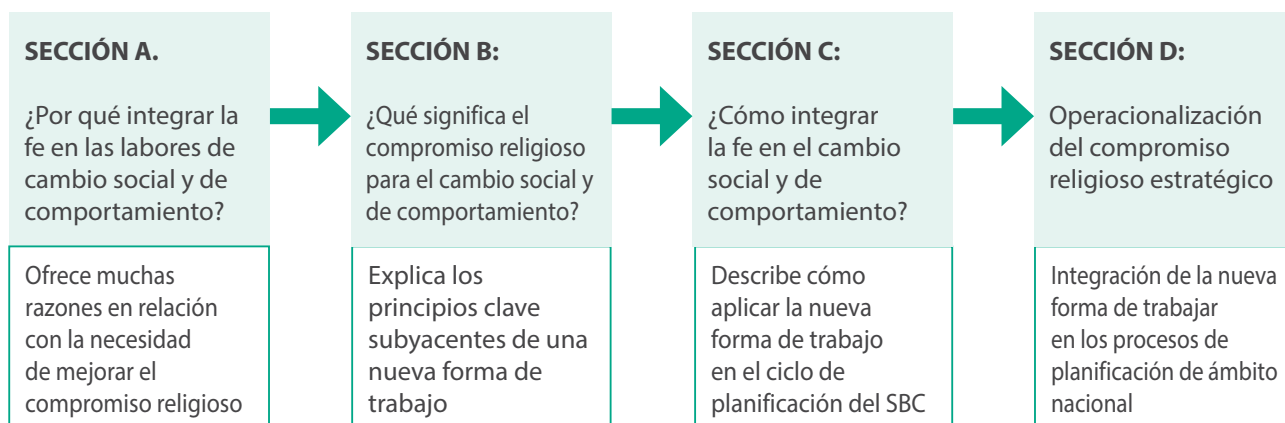 SECCIÓN A.
¿Por qué integrar la
fe en las labores de
cambio social y de
comportamiento?
Ofrece muchas
razones en relación
con la necesidad
de mejorar el
compromiso religioso
SECCIÓN B:
¿Qué significa el
compromiso religioso
para el cambio social y
de comportamiento?
Explica los
principios clave
subyacentes de una
nueva forma de
trabajo
SECCIÓN C:
¿Cómo integrar
la fe en el cambio
social y de
comportamiento?
Describe cómo
aplicar la nueva
forma de trabajo
en el ciclo de
planificación del SBC
SECCIÓN D:
Operacionalización
del compromiso
religioso estratégico
Integración de la nueva
forma de trabajar
en los procesos de
planificación de ámbito
nacional